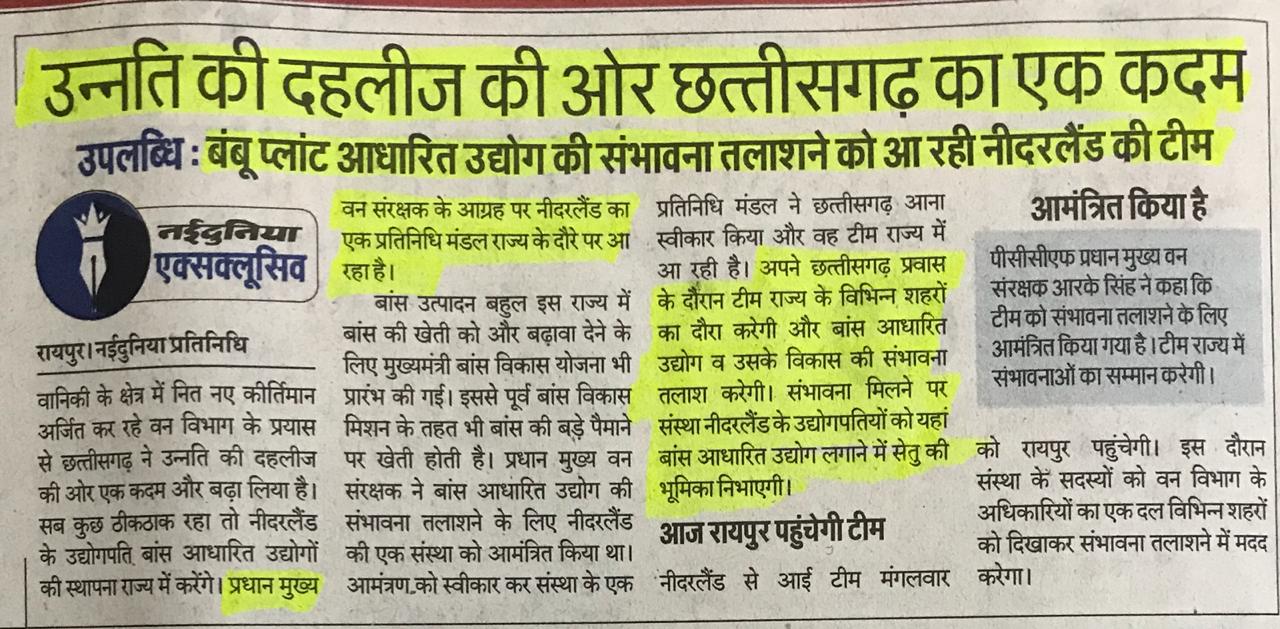 उन्नति की दहलीज की ओर छत्तीसगढ़ का एक कदम
उपलब्धि : बंबू प्लांट आधारित उद्योग की संभावना तलाशने को आ रही नीदरलैंड की टीम
नईदुनिया
एक्सक्लूसिव
रायपुर। नईदुनिया प्रतिनिधि
वानिकी के क्षेत्र में नित नए कीर्तिमान
अर्जित कर रहे वन विभाग के प्रयास
से छत्तीसगढ़ ने उन्नति की दहलीज
की ओर एक कदम और बढ़ा लिया है।
सब कुछ ठीकठाक रहा तो नीदरलैंड
के उद्योगपति बांस आधारित उद्योगों
की स्थापना राज्य में करेंगे। प्रधान मुख्य
वन संरक्षक के आग्रह पर नीदरलैंड का
एक प्रतिनिधि मंडल राज्य के दौरे पर आ
रहा है।
बांस उत्पादन बहुल इस राज्य में
बांस की खेती को और बढ़ावा देने के
लिए मुख्यमंत्री बांस विकास योजना भी
प्रारंभ की गई। इससे पूर्व बांस विकास
मिशन के तहत भी बांस की बड़े पैमाने
पर खेती होती है। प्रधान मुख्य वन
संरक्षक ने बांस आधारित उद्योग की
संभावना तलाशने के लिए नीदरलैंड
की एक संस्था को आमंत्रित किया था।
आमंत्रण को स्वीकार कर संस्था के एक
प्रतिनिधि मंडल ने छत्तीसगढ़ आना
स्वीकार किया और वह टीम राज्य में
आ रही है। अपने छत्तीसगढ़ प्रवास
के दौरान टीम राज्य के विभिन्न शहरों
का दौरा करेगी और बांस आधारित
उद्योग व उसके विकास की संभावना
तलाश करेगी। संभावना मिलने पर
संस्था नीदरलैंड के उद्योगपतियों को यहां
बांस आधारित उद्योग लगाने में सेतु की
भूमिका निभाएगी।
आज रायपुर पहुंचेगी टीम
नीदरलैंड से आई टीम मंगलवार
आमंत्रित किया है
पीसीसीएफ प्रधान मुख्य वन
संरक्षक आरके सिंह ने कहा कि
टीम को संभावना तलाशने के लिए
आमंत्रित किया गया है। टीम राज्य में
संभावनाओं का सम्मान करेगी।
को रायपुर पहुंचेगी। इस दौरान
संस्था के सदस्यों को वन विभाग के
अधिकारियों का एक दल विभिन्न शहरों
को दिखाकर संभावना तलाशने में मदद
करेगा।